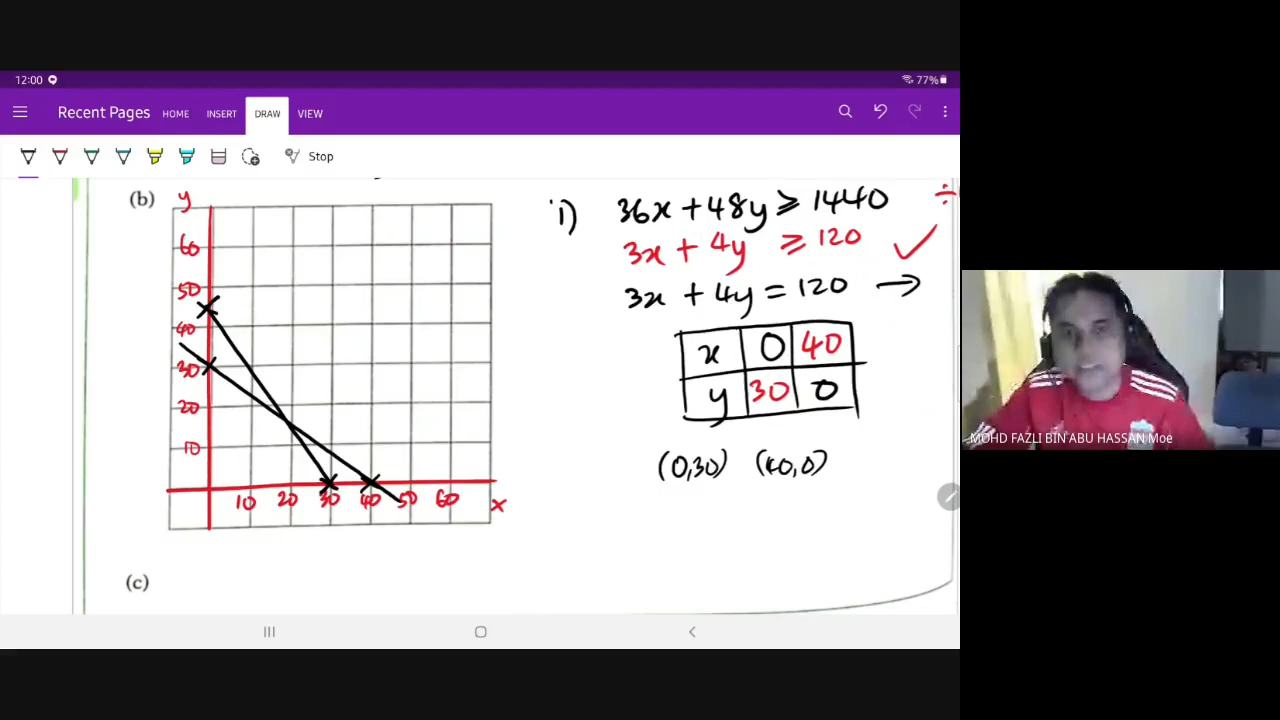 12:00
77%
Recent Pages HOME INSERT DRAW VIEW
Stop
(b)
y
60
50
40
30
20
10
10 20 30 40 50 60
x
i) 36x + 48y ≥ 1440 ÷
3x + 4y ≥ 120 ✓
3x + 4y = 120 →
x 0 40
y 30 0
(0,30) (40,0)
(c)
MOHD FAZLI BIN ABU HASSAN Moe